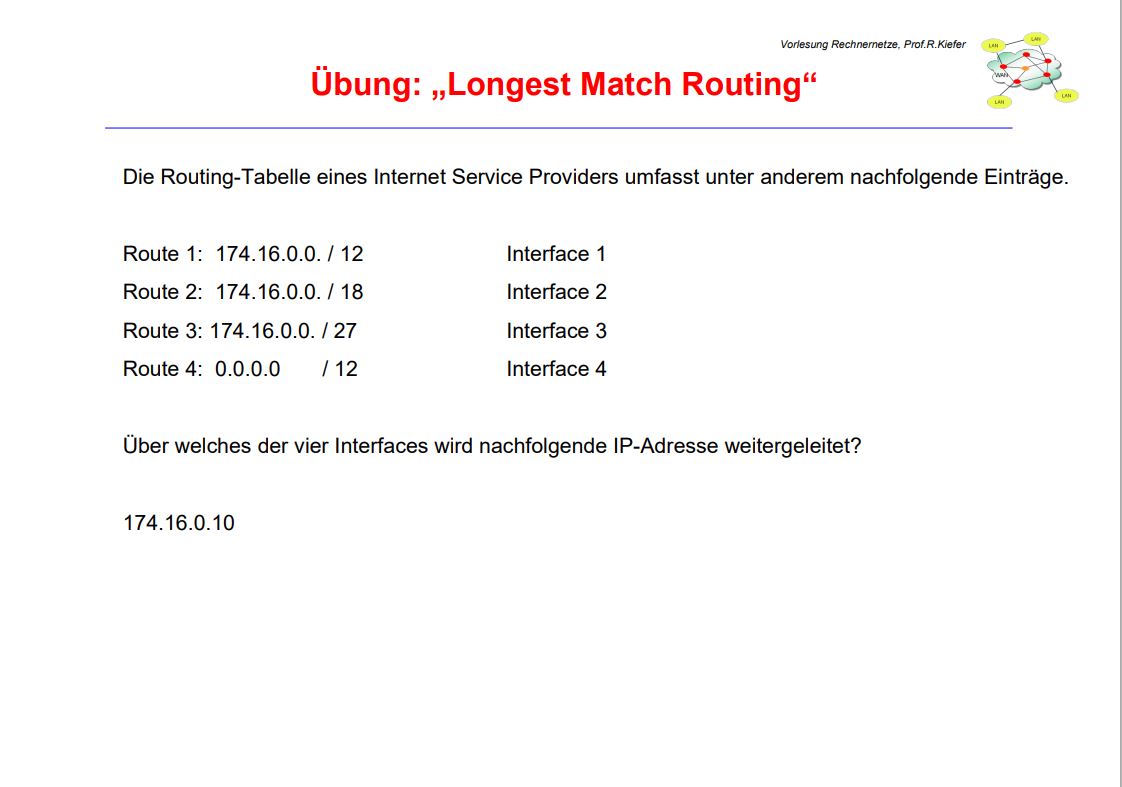 Vorlesung Rechnernetze, Prof.R.Kiefer
LAN
LAN
WAN
LAN
LAN
Übung: „Longest Match Routing“
Die Routing-Tabelle eines Internet Service Providers umfasst unter anderem nachfolgende Einträge.
Route 1: 174.16.0.0. / 12 Interface 1
Route 2: 174.16.0.0. / 18 Interface 2
Route 3: 174.16.0.0. / 27 Interface 3
Route 4: 0.0.0.0 / 12 Interface 4
Über welches der vier Interfaces wird nachfolgende IP-Adresse weitergeleitet?
174.16.0.10